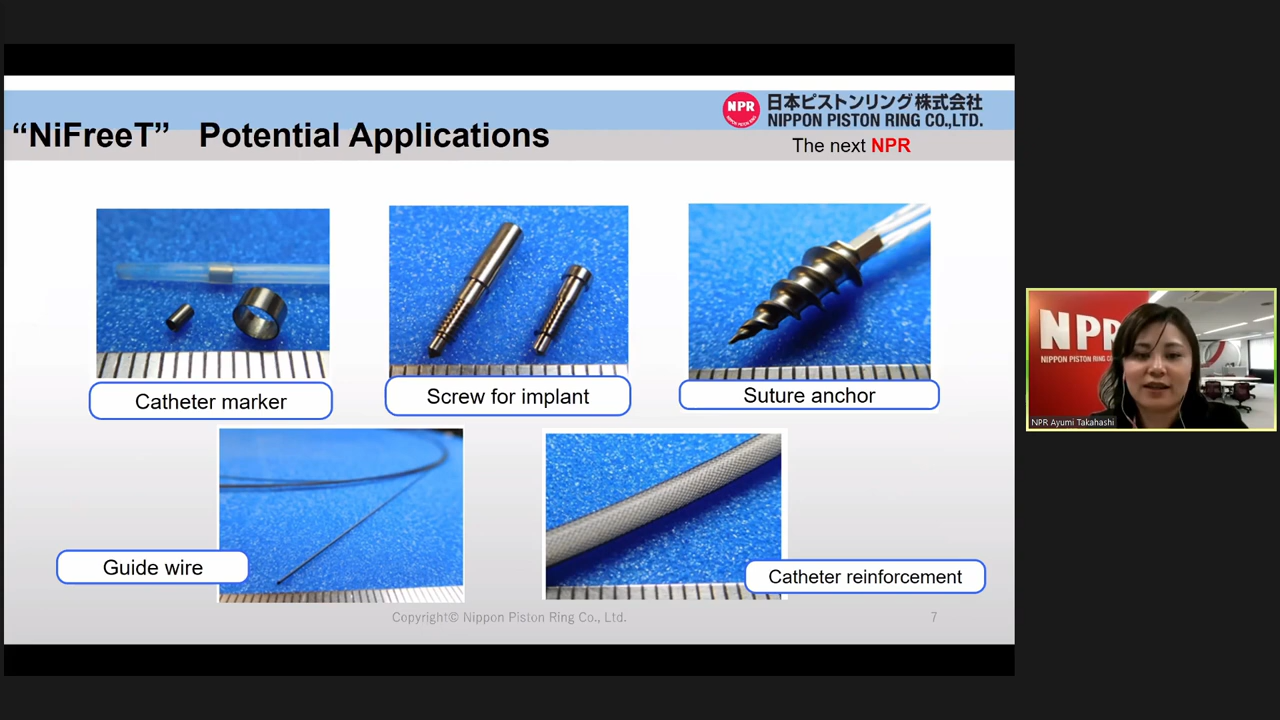 “NiFreeT” Potential Applications
NPR
日本ピストンリング株式会社
NIPPON PISTON RING CO.,LTD.
The next NPR
Catheter marker
Screw for implant
Suture anchor
Guide wire
Catheter reinforcement
Copyright© Nippon Piston Ring Co., Ltd.
7
NPR
NIPPON PISTON RING CO
NPR Ayumi Takahashi